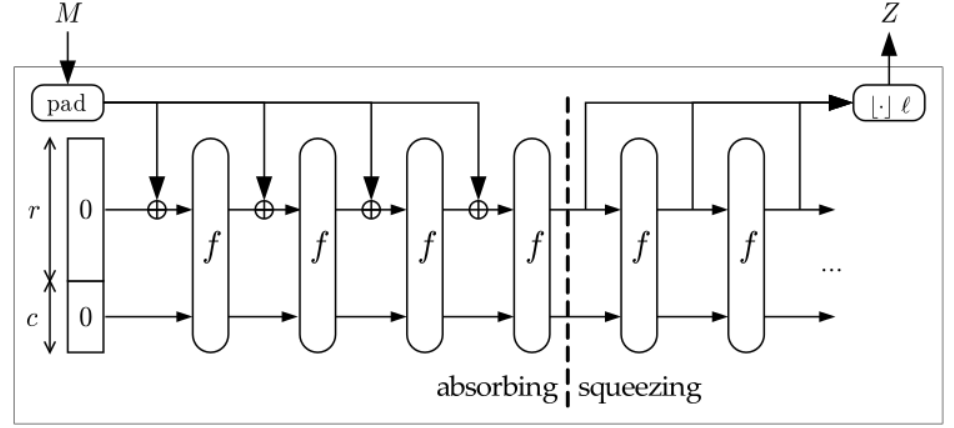 M Z
pad ⌊·⌋ ℓ
r 0 f f f f f f
c 0 ...
absorbing squeezing